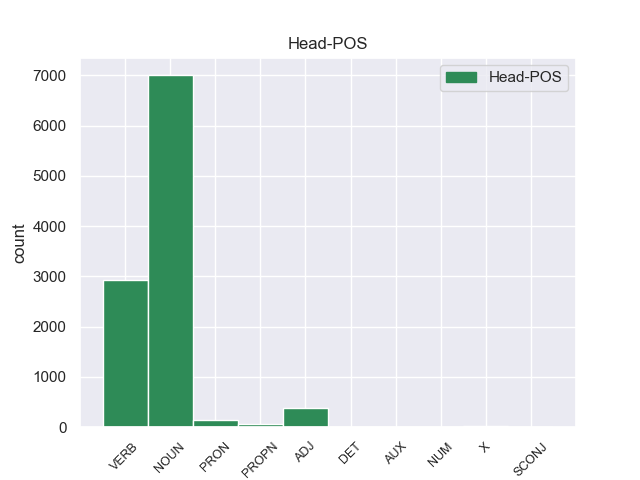 Head-POS
Head-POS
7000
6000
5000
4000
3000
2000
1000
0
count
VERB NOUN PRON PROPN ADJ DET AUX NUM X SCONJ